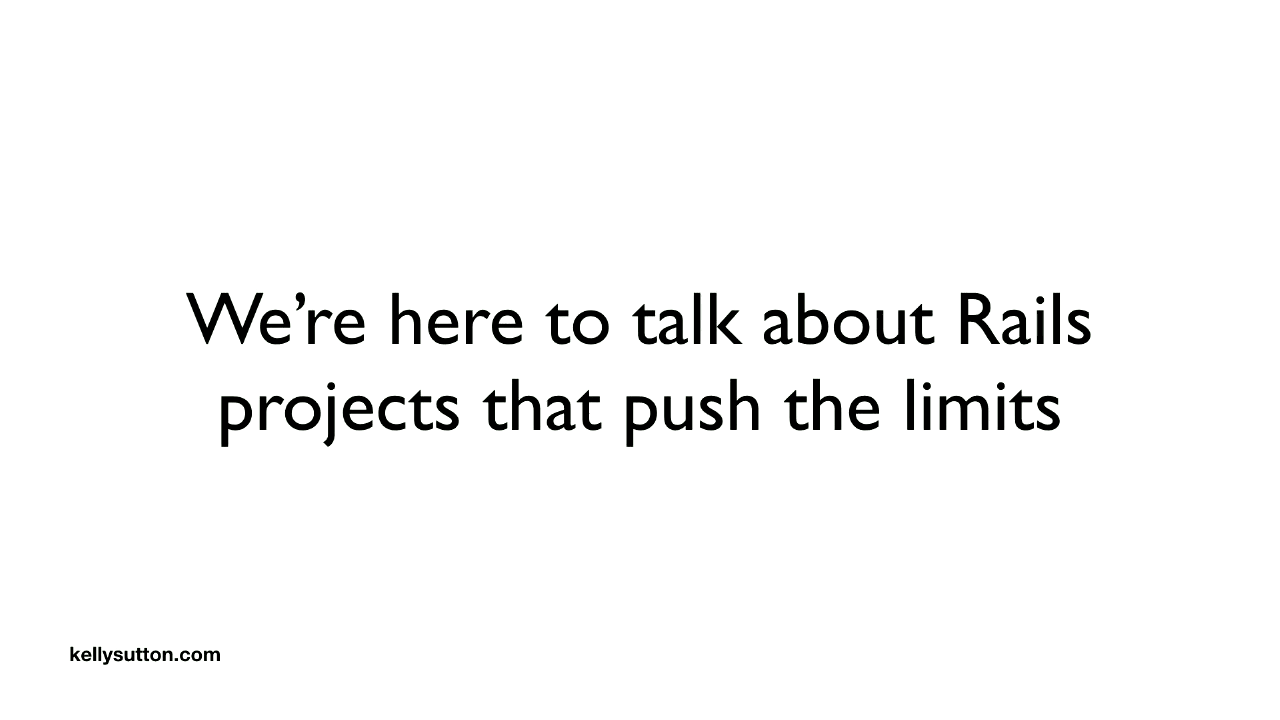 We’re here to talk about Rails
projects that push the limits
kellysutton.com